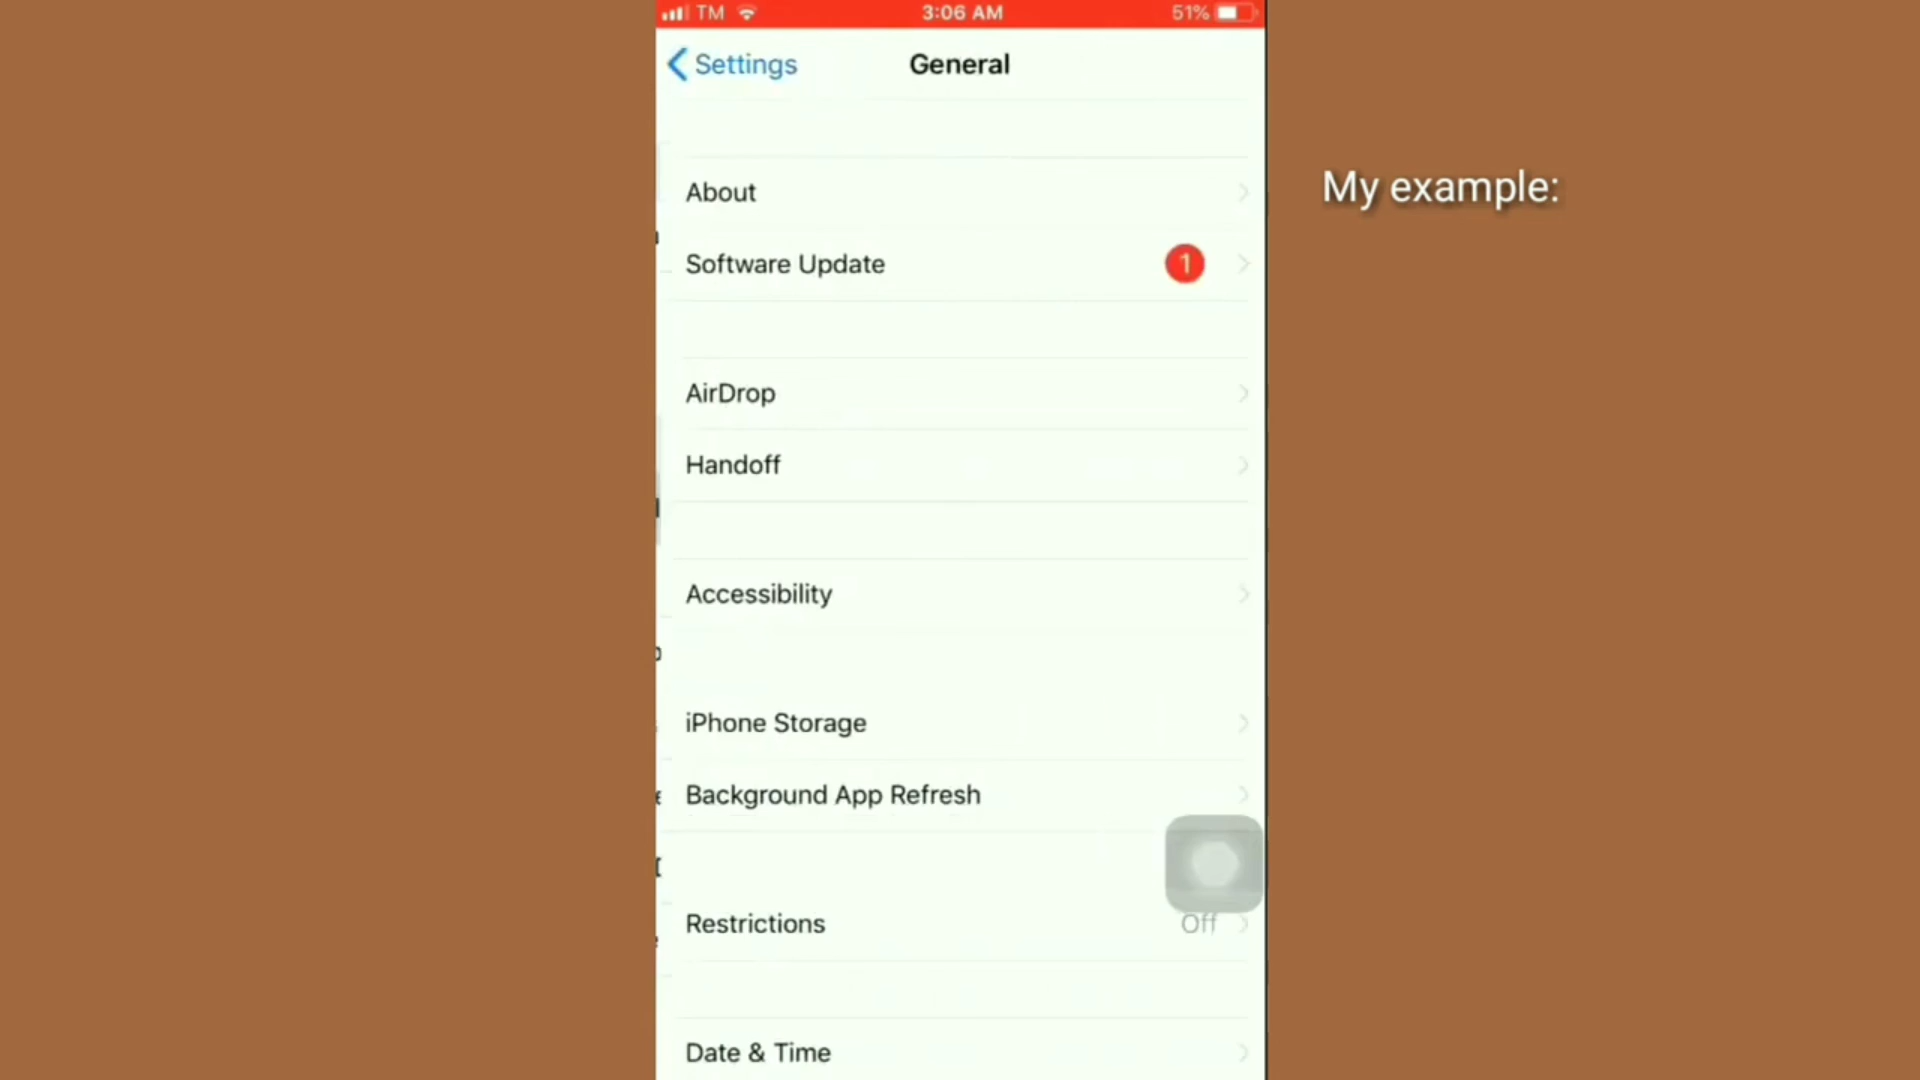 TM 3:06 AM 51%
Settings General
About
My example:
Software Update 1
AirDrop
Handoff
Accessibility
iPhone Storage
Background App Refresh
Restrictions Off
Date & Time